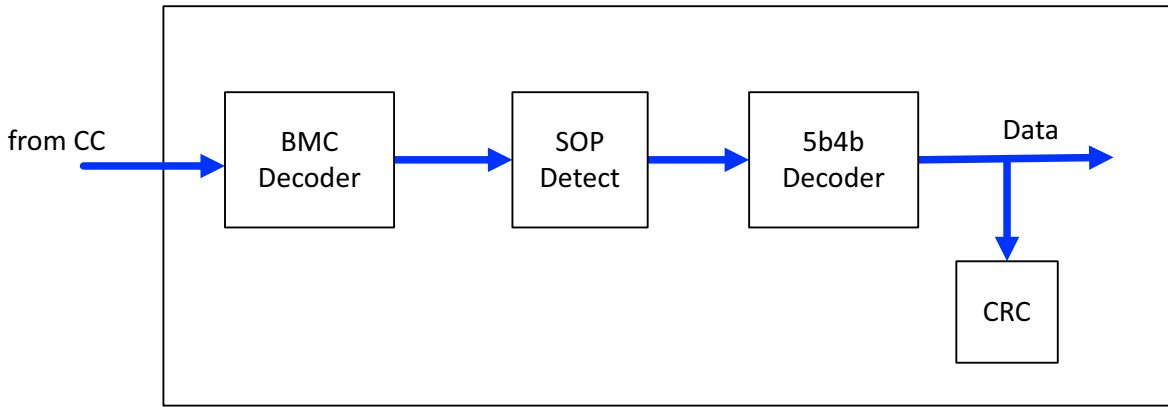 from CC
BMC
Decoder
SOP
Detect
5b4b
Decoder
Data
CRC